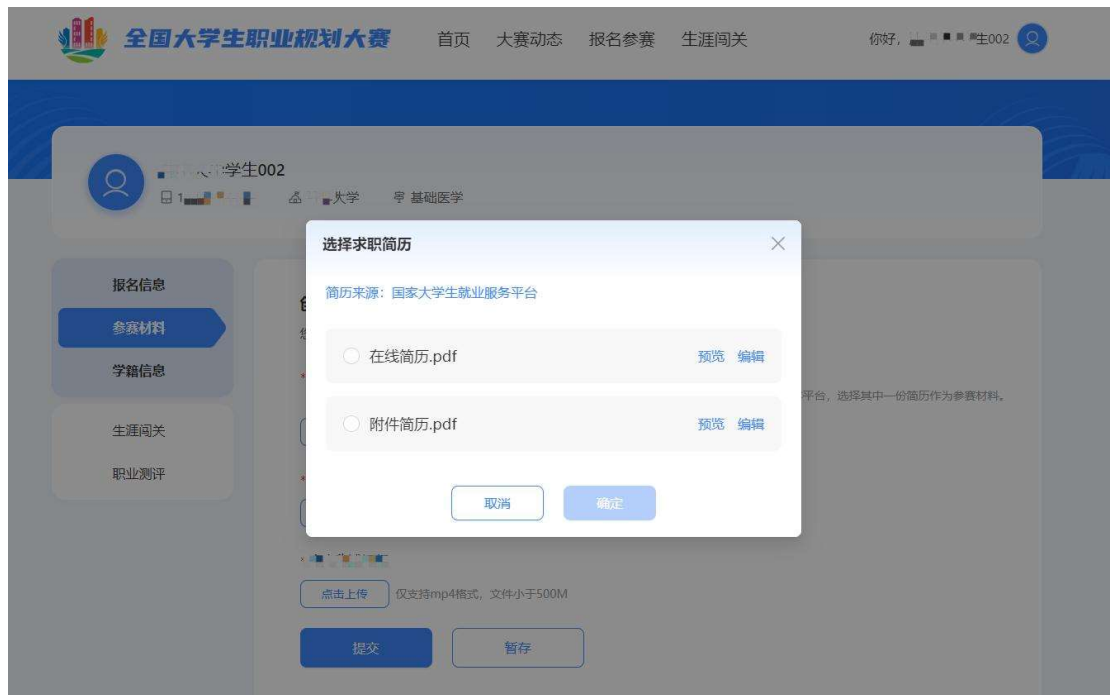 全国大学生职业规划大赛 首页 大赛动态 报名参赛 生涯闯关 你好, 生002
学生002
1 大学 基础医学
选择求职简历
报名信息
简历来源：国家大学生就业服务平台
参赛材料
在线简历.pdf 预览 编辑
学籍信息
*
平台，选择其中一份简历作为参赛材料。
附件简历.pdf 预览 编辑
生涯闯关
职业测评
*
取消 确定
点击上传 仅支持mp4格式，文件小于500M
提交 暂存